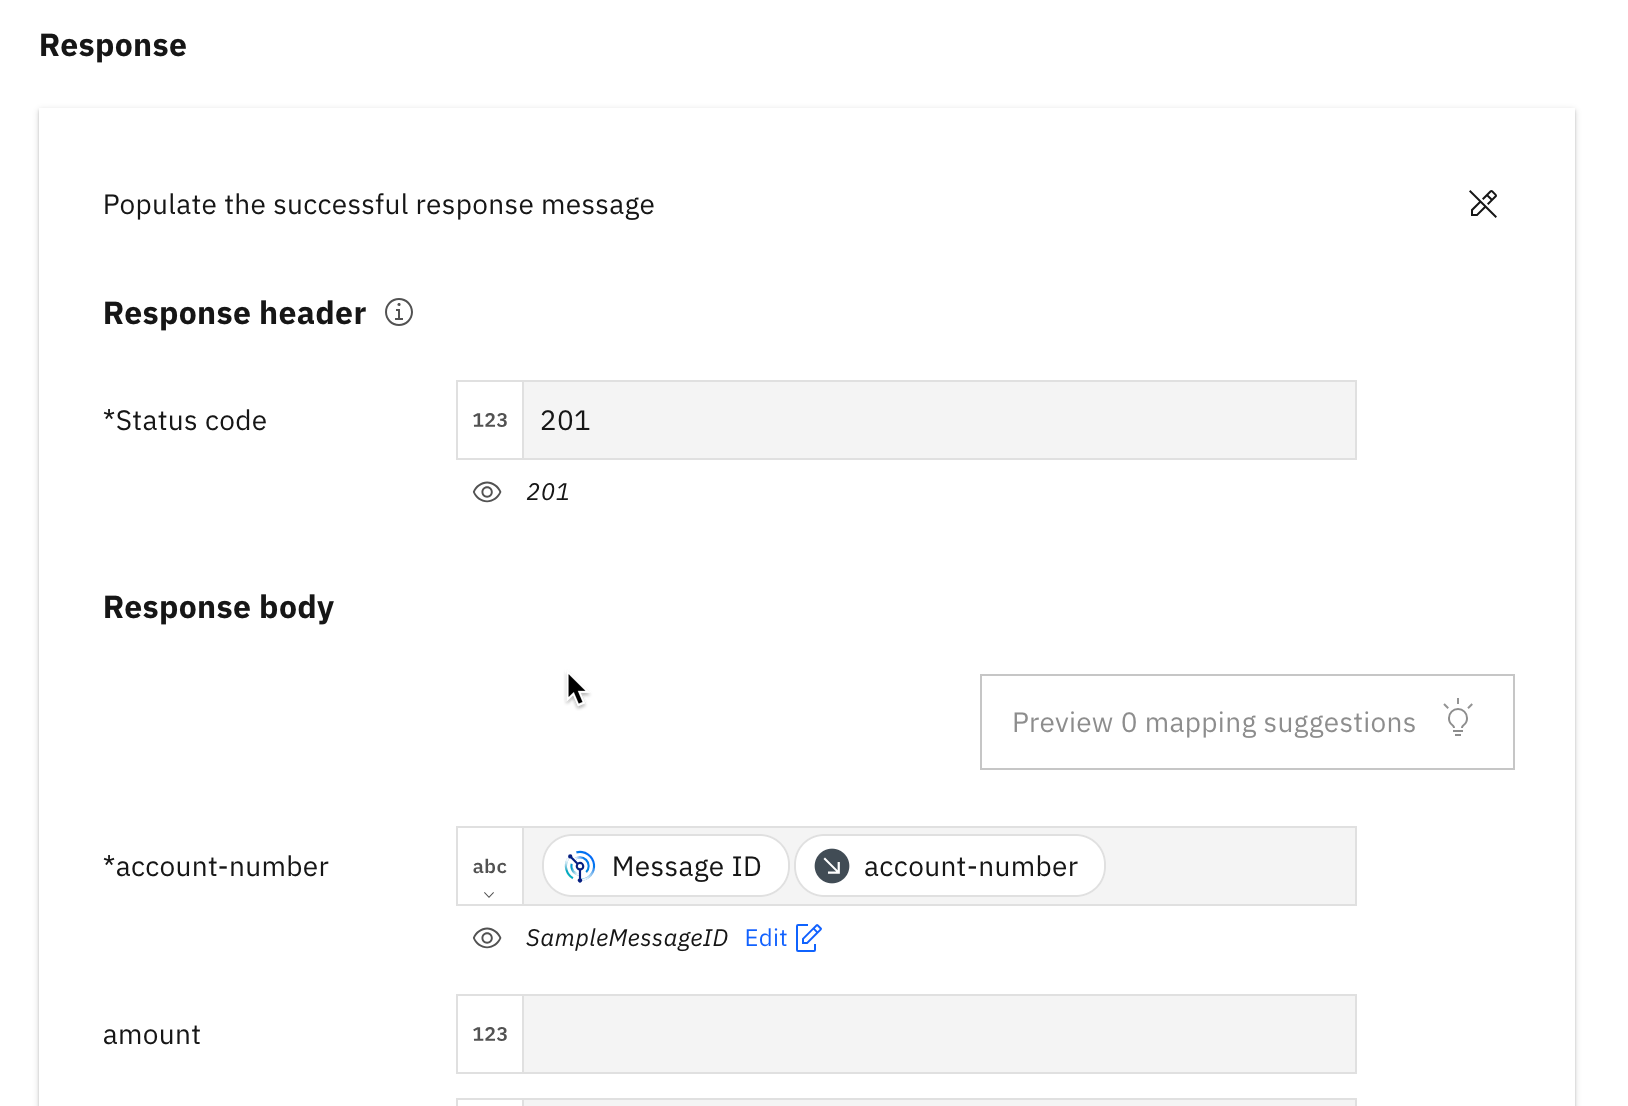 Response
Populate the successful response message
Response header
*Status code 123 201
201
Response body
Preview 0 mapping suggestions
*account-number abc Message ID account-number
SampleMessageID Edit
amount 123